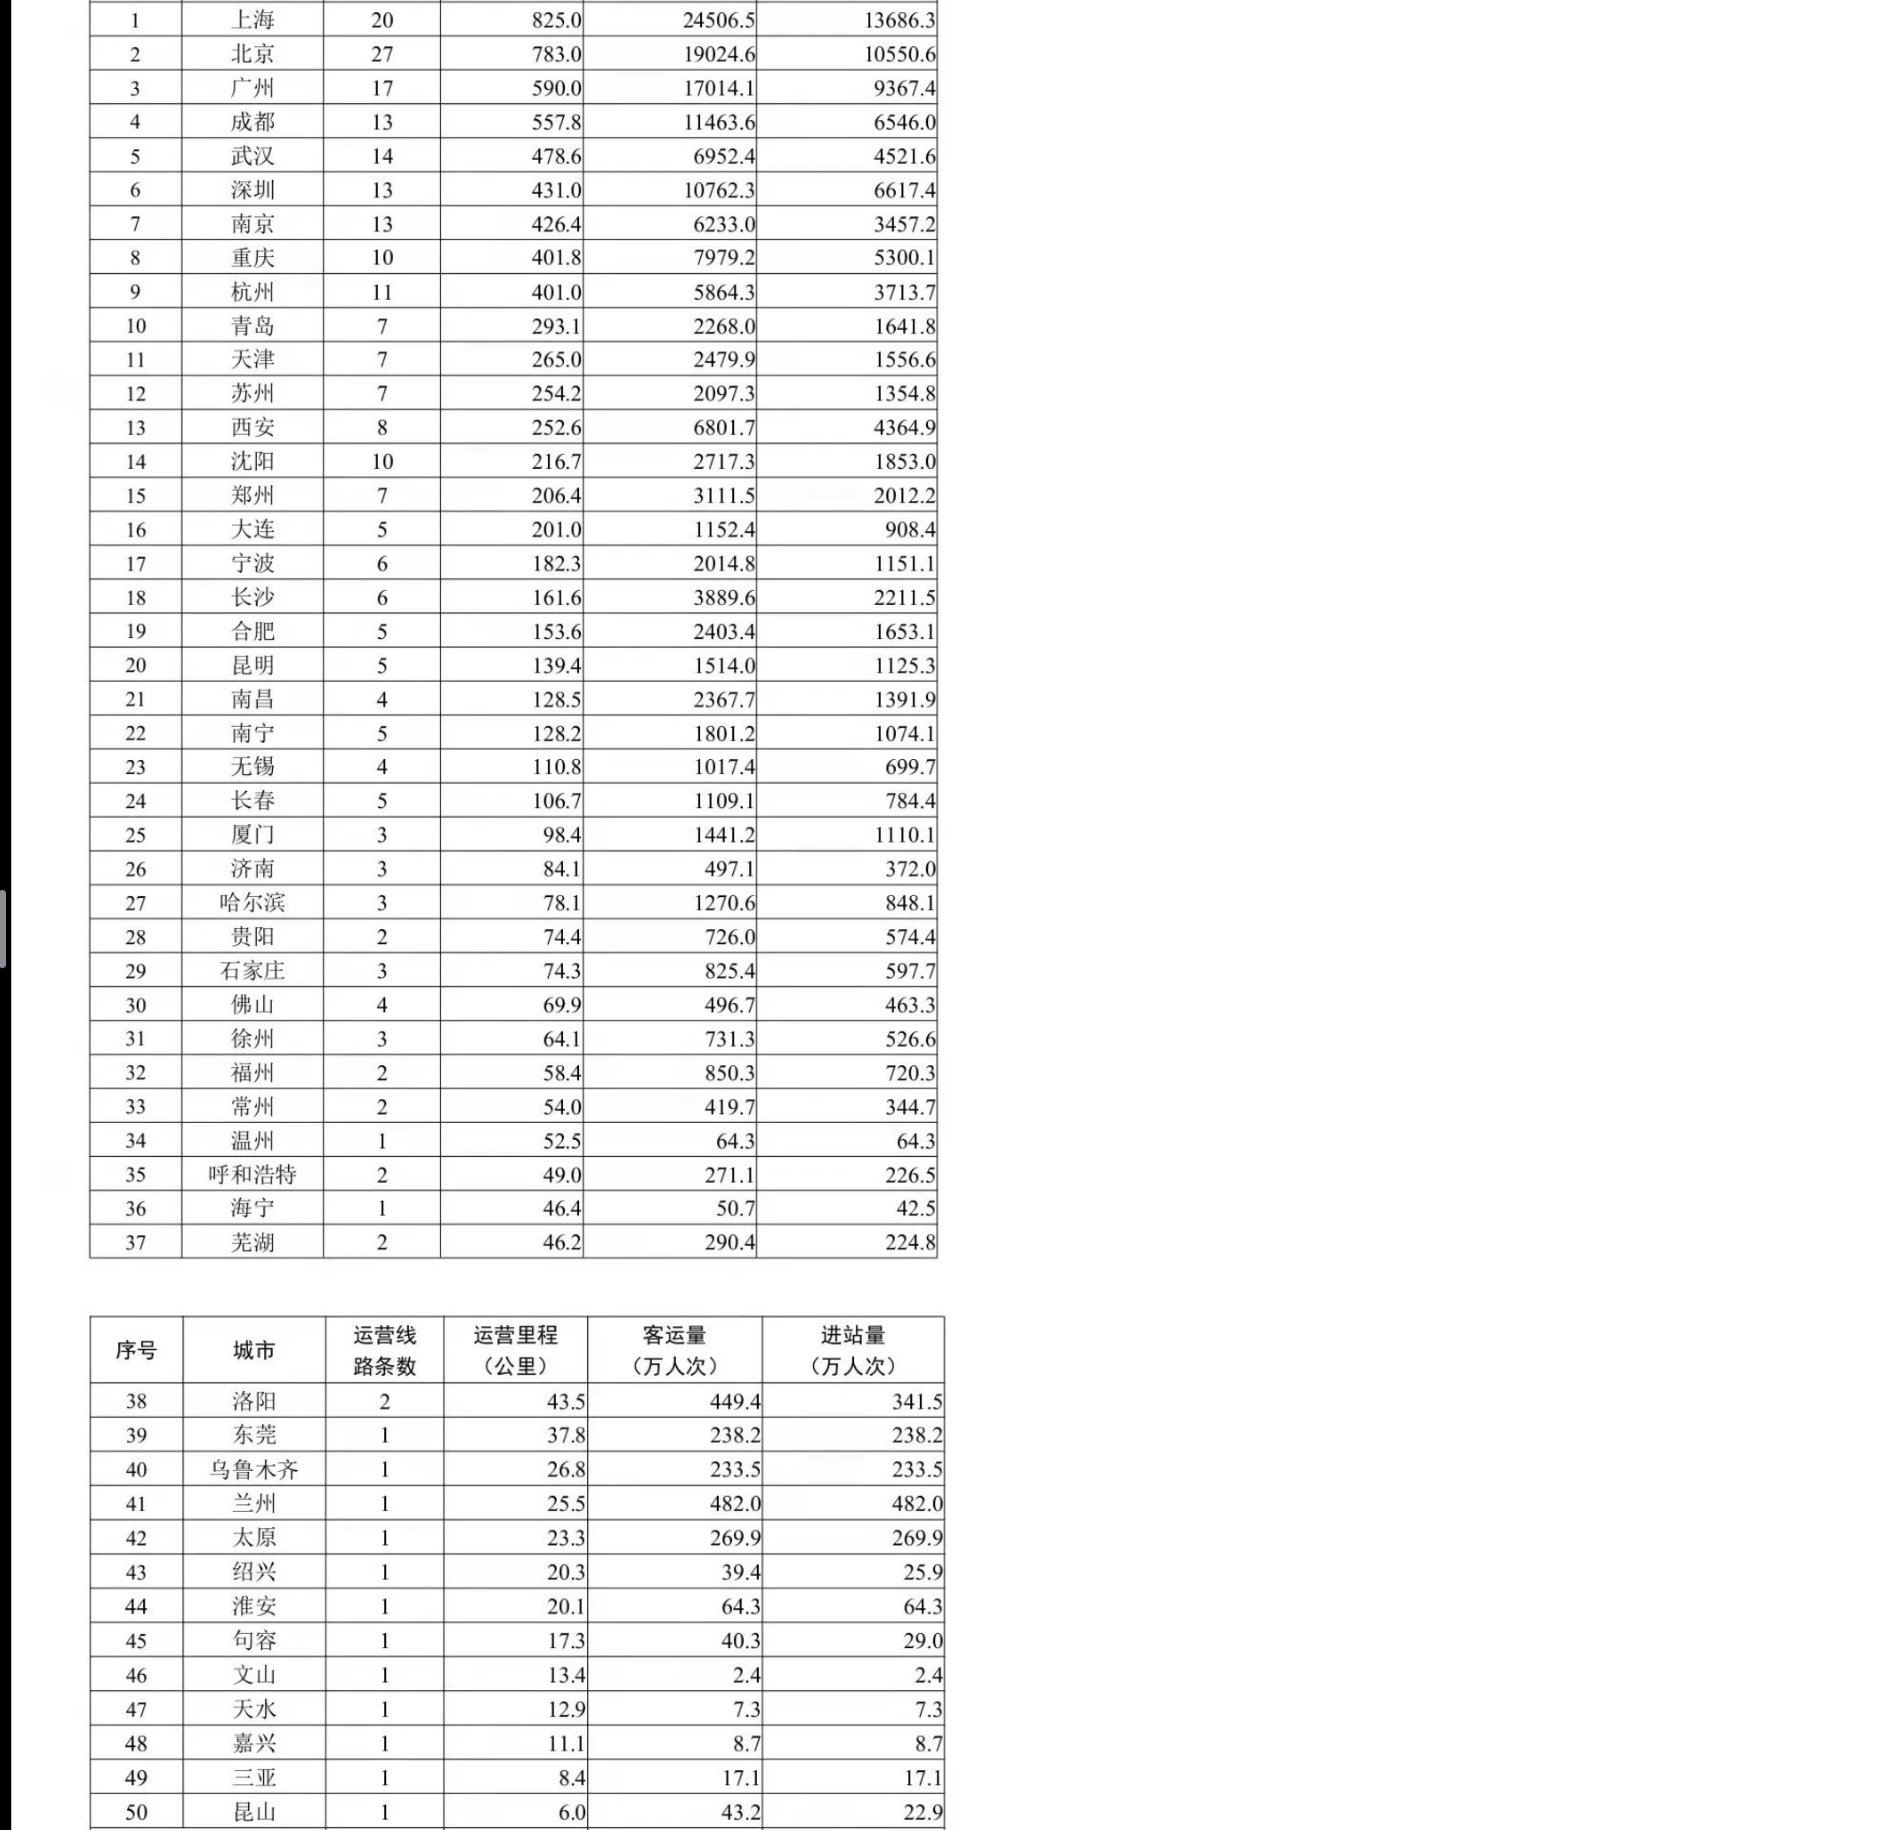 1 上海 20 825.0 24506.5 13686.3
2 北京 27 783.0 19024.6 10550.6
3 广州 17 590.0 17014.1 9367.4
4 成都 13 557.8 11463.6 6546.0
5 武汉 14 478.6 6952.4 4521.6
6 深圳 13 431.0 10762.3 6617.4
7 南京 13 426.4 6233.0 3457.2
8 重庆 10 401.8 7979.2 5300.1
9 杭州 11 401.0 5864.3 3713.7
10 青岛 7 293.1 2268.0 1641.8
11 天津 7 265.0 2479.9 1556.6
12 苏州 7 254.2 2097.3 1354.8
13 西安 8 252.6 6801.7 4364.9
14 沈阳 10 216.7 2717.3 1853.0
15 郑州 7 206.4 3111.5 2012.2
16 大连 5 201.0 1152.4 908.4
17 宁波 6 182.3 2014.8 1151.1
18 长沙 6 161.6 3889.6 2211.5
19 合肥 5 153.6 2403.4 1653.1
20 昆明 5 139.4 1514.0 1125.3
21 南昌 4 128.5 2367.7 1391.9
22 南宁 5 128.2 1801.2 1074.1
23 无锡 4 110.8 1017.4 699.7
24 长春 5 106.7 1109.1 784.4
25 厦门 3 98.4 1441.2 1110.1
26 济南 3 84.1 497.1 372.0
27 哈尔滨 3 78.1 1270.6 848.1
28 贵阳 2 74.4 726.0 574.4
29 石家庄 3 74.3 825.4 597.7
30 佛山 4 69.9 496.7 463.3
31 徐州 3 64.1 731.3 526.6
32 福州 2 58.4 850.3 720.3
33 常州 2 54.0 419.7 344.7
34 温州 1 52.5 64.3 64.3
35 呼和浩特 2 49.0 271.1 226.5
36 海宁 1 46.4 50.7 42.5
37 芜湖 2 46.2 290.4 224.8
序号 城市 运营线 运营里程 客运量 进站量
路条数 （公里） （万人次） （万人次）
38 洛阳 2 43.5 449.4 341.5
39 东莞 1 37.8 238.2 238.2
40 乌鲁木齐 1 26.8 233.5 233.5
41 兰州 1 25.5 482.0 482.0
42 太原 1 23.3 269.9 269.9
43 绍兴 1 20.3 39.4 25.9
44 淮安 1 20.1 64.3 64.3
45 句容 1 17.3 40.3 29.0
46 文山 1 13.4 2.4 2.4
47 天水 1 12.9 7.3 7.3
48 嘉兴 1 11.1 8.7 8.7
49 三亚 1 8.4 17.1 17.1
50 昆山 1 6.0 43.2 22.9